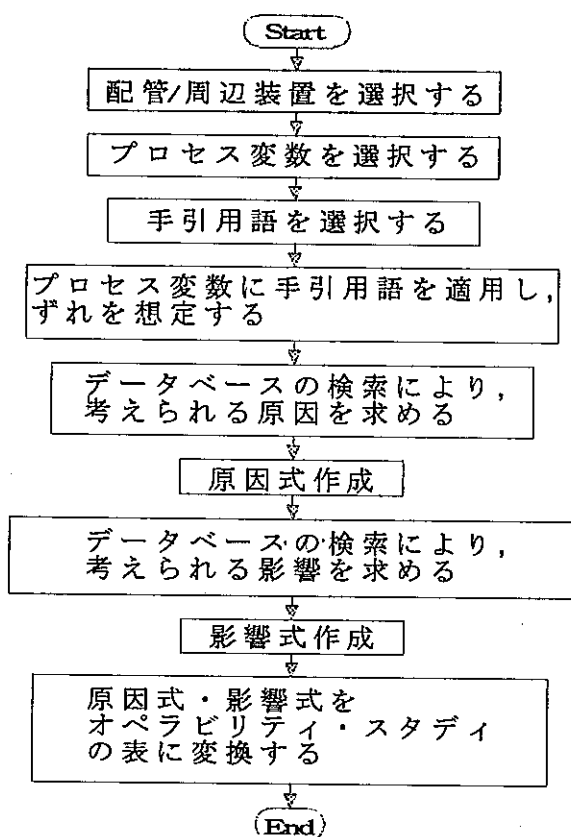 Start
配管/周辺装置を選択する
プロセス変数を選択する
手引用語を選択する
プロセス変数に手引用語を適用し,
ずれを想定する
データベースの検索により,
考えられる原因を求める
原因式作成
データベースの検索により,
考えられる影響を求める
影響式作成
原因式・影響式を
オペラビリティ・スタディ
の表に変換する
End